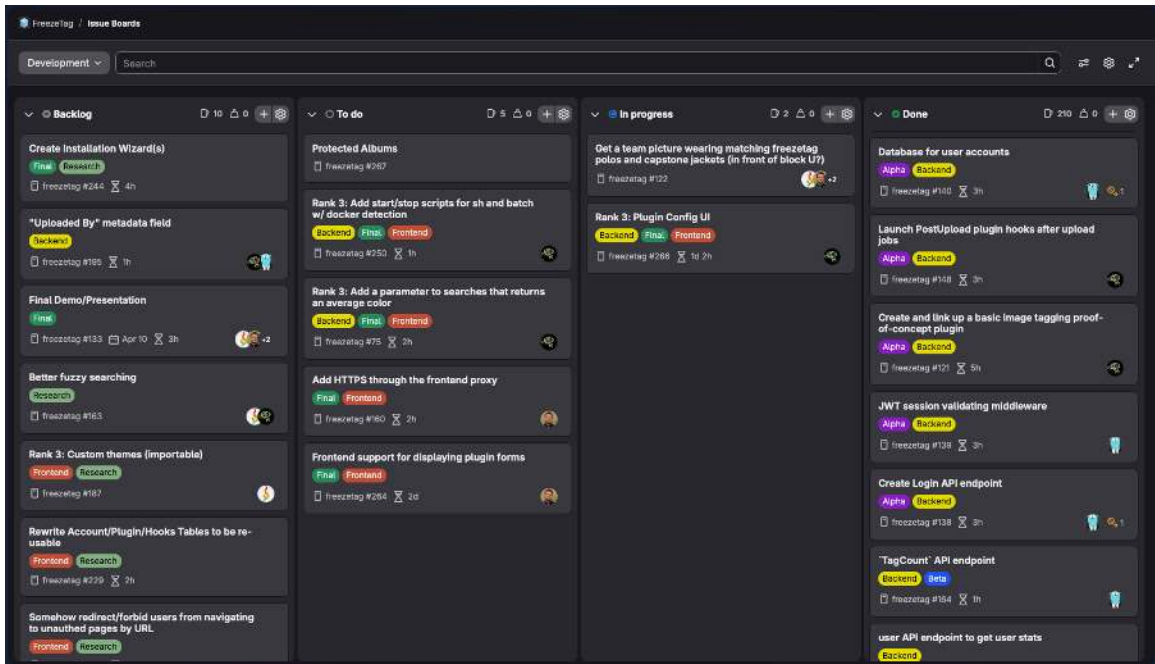 FreezeTag / Issue Boards
Development
Search
Backlog
10
0
Create Installation Wizard(s)
Final
Research
freezetag #244
4h
"Uploaded By" metadata field
Backend
freezetag #195
1h
Final Demo/Presentation
Final
freezetag #133
Apr 10
3h
+2
Better fuzzy searching
Research
freezetag #163
Rank 3: Custom themes (importable)
Frontend
Research
freezetag #187
Rewrite Account/Plugin/Hooks Tables to be re-
usable
Frontend
Research
freezetag #229
2h
Somehow redirect/forbid users from navigating
to unauthed pages by URL
Frontend
Research
To do
5
0
Protected Albums
freezetag #267
Rank 3: Add start/stop scripts for sh and batch
w/ docker detection
Backend
Final
Frontend
freezetag #250
1h
Rank 3: Add a parameter to searches that returns
an average color
Backend
Final
Frontend
freezetag #75
2h
Add HTTPS through the frontend proxy
Final
Frontend
freezetag #160
2h
Frontend support for displaying plugin forms
Final
Frontend
freezetag #264
2d
In progress
2
0
Get a team picture wearing matching freezetag
polos and capstone jackets (in front of block U?)
freezetag #122
+2
Rank 3: Plugin Config UI
Backend
Final
Frontend
freezetag #266
1d 2h
Done
210
0
Database for user accounts
Alpha
Backend
freezetag #140
3h
1
Launch PostUpload plugin hooks after upload
jobs
Alpha
Backend
freezetag #148
3h
Create and link up a basic image tagging proof-
of-concept plugin
Alpha
Backend
freezetag #121
5h
JWT session validating middleware
Alpha
Backend
freezetag #139
3h
Create Login API endpoint
Alpha
Backend
freezetag #138
3h
1
`TagCount` API endpoint
Backend
Beta
freezetag #164
1h
user API endpoint to get user stats
Backend